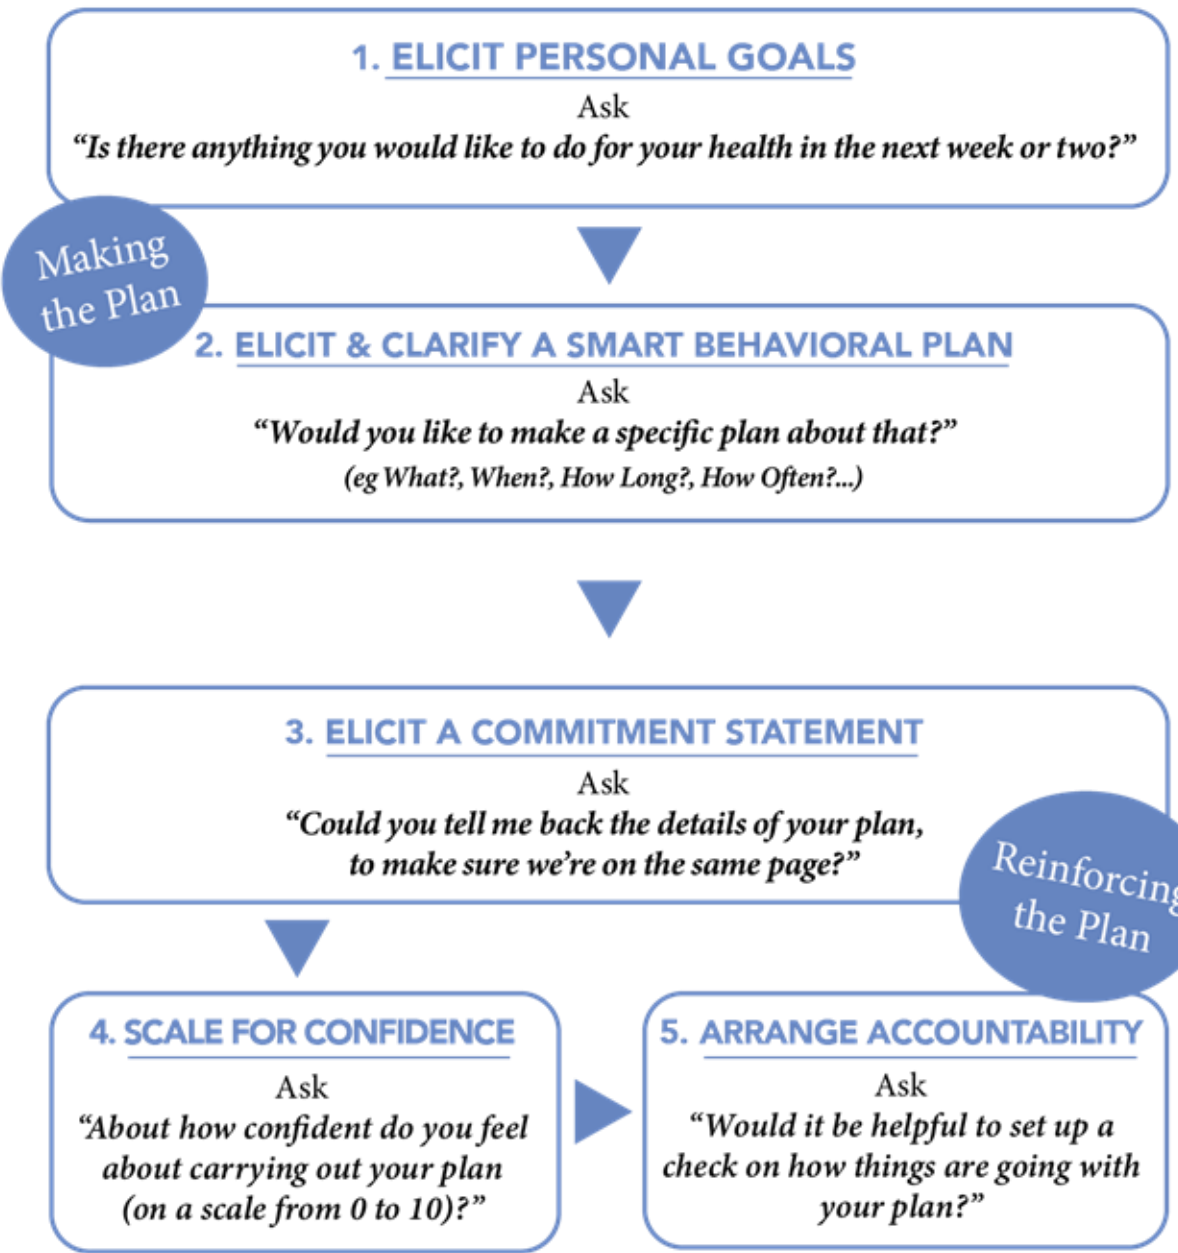 1. ELICIT PERSONAL GOALS
Ask
“Is there anything you would like to do for your health in the next week or two?”
Making
the Plan
2. ELICIT & CLARIFY A SMART BEHAVIORAL PLAN
Ask
“Would you like to make a specific plan about that?”
(eg What?, When?, How Long?, How Often?...)
3. ELICIT A COMMITMENT STATEMENT
Ask
“Could you tell me back the details of your plan,
to make sure we’re on the same page?”
Reinforcing
the Plan
4. SCALE FOR CONFIDENCE
Ask
“About how confident do you feel
about carrying out your plan
(on a scale from 0 to 10)?”
5. ARRANGE ACCOUNTABILITY
Ask
“Would it be helpful to set up a
check on how things are going with
your plan?”